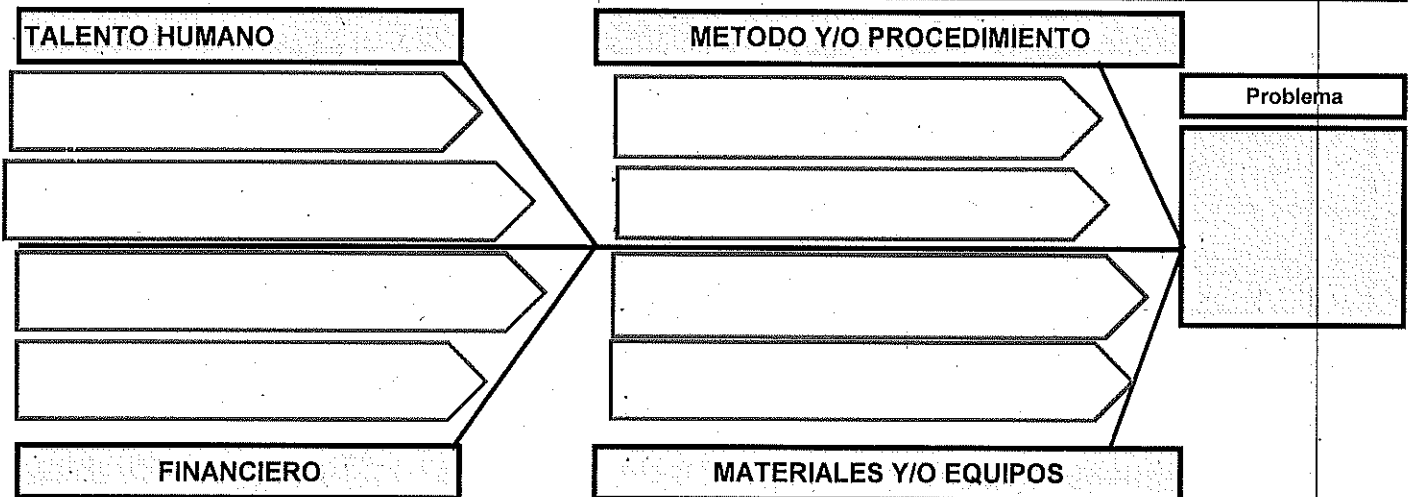 TALENTO HUMANO
METODO Y/O PROCEDIMIENTO
Problema
FINANCIERO
MATERIALES Y/O EQUIPOS